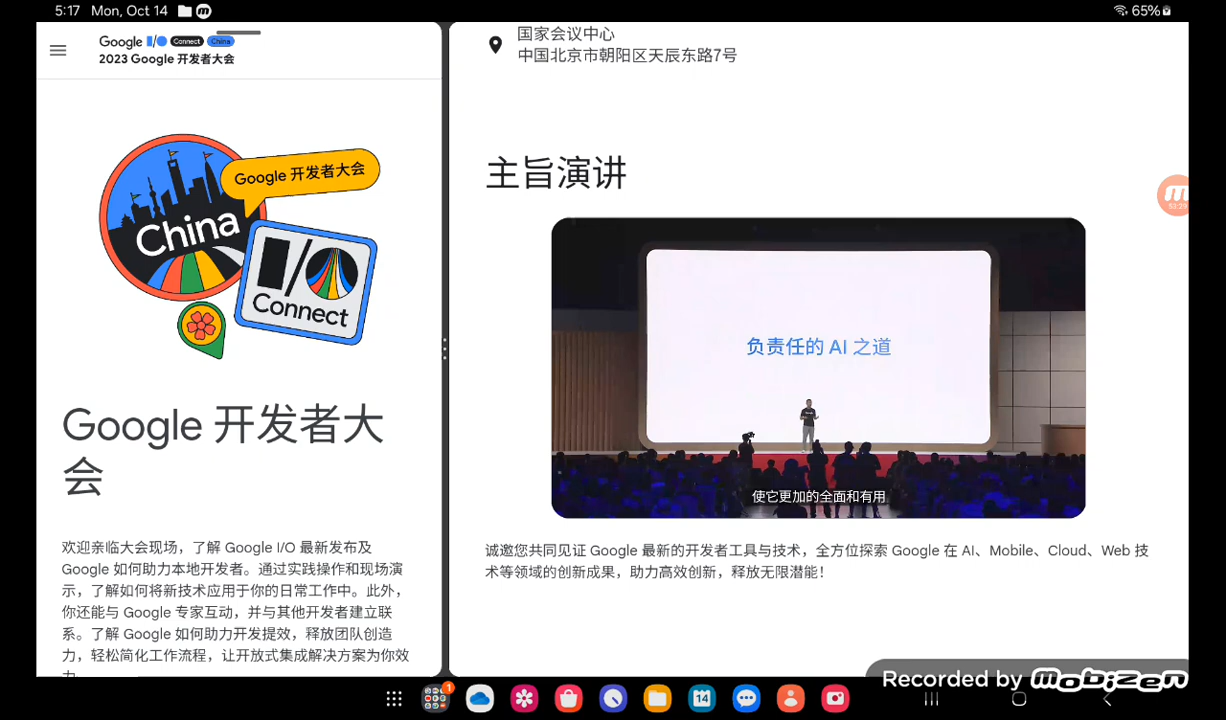 5:17 Mon, Oct 14
65%
Google I/O Connect China
2023 Google 开发者大会
Google 开发者大会
China
I/O
Connect
Google 开发者大
会
欢迎亲临大会现场，了解 Google I/O 最新发布及
Google 如何助力本地开发者。通过实践操作和现场演
示，了解如何将新技术应用于你的日常工作中。此外，
你还能与 Google 专家互动，并与其他开发者建立联
系。了解 Google 如何助力开发提效，释放团队创造
力，轻松简化工作流程，让开放式集成解决方案为你效
力。
国家会议中心
中国北京市朝阳区天辰东路7号
主旨演讲
负责任的 AI 之道
使它更加的全面和有用
诚邀您共同见证 Google 最新的开发者工具与技术，全方位探索 Google 在 AI、Mobile、Cloud、Web 技
术等领域的创新成果，助力高效创新，释放无限潜能！
1
14
Recorded by mobizen